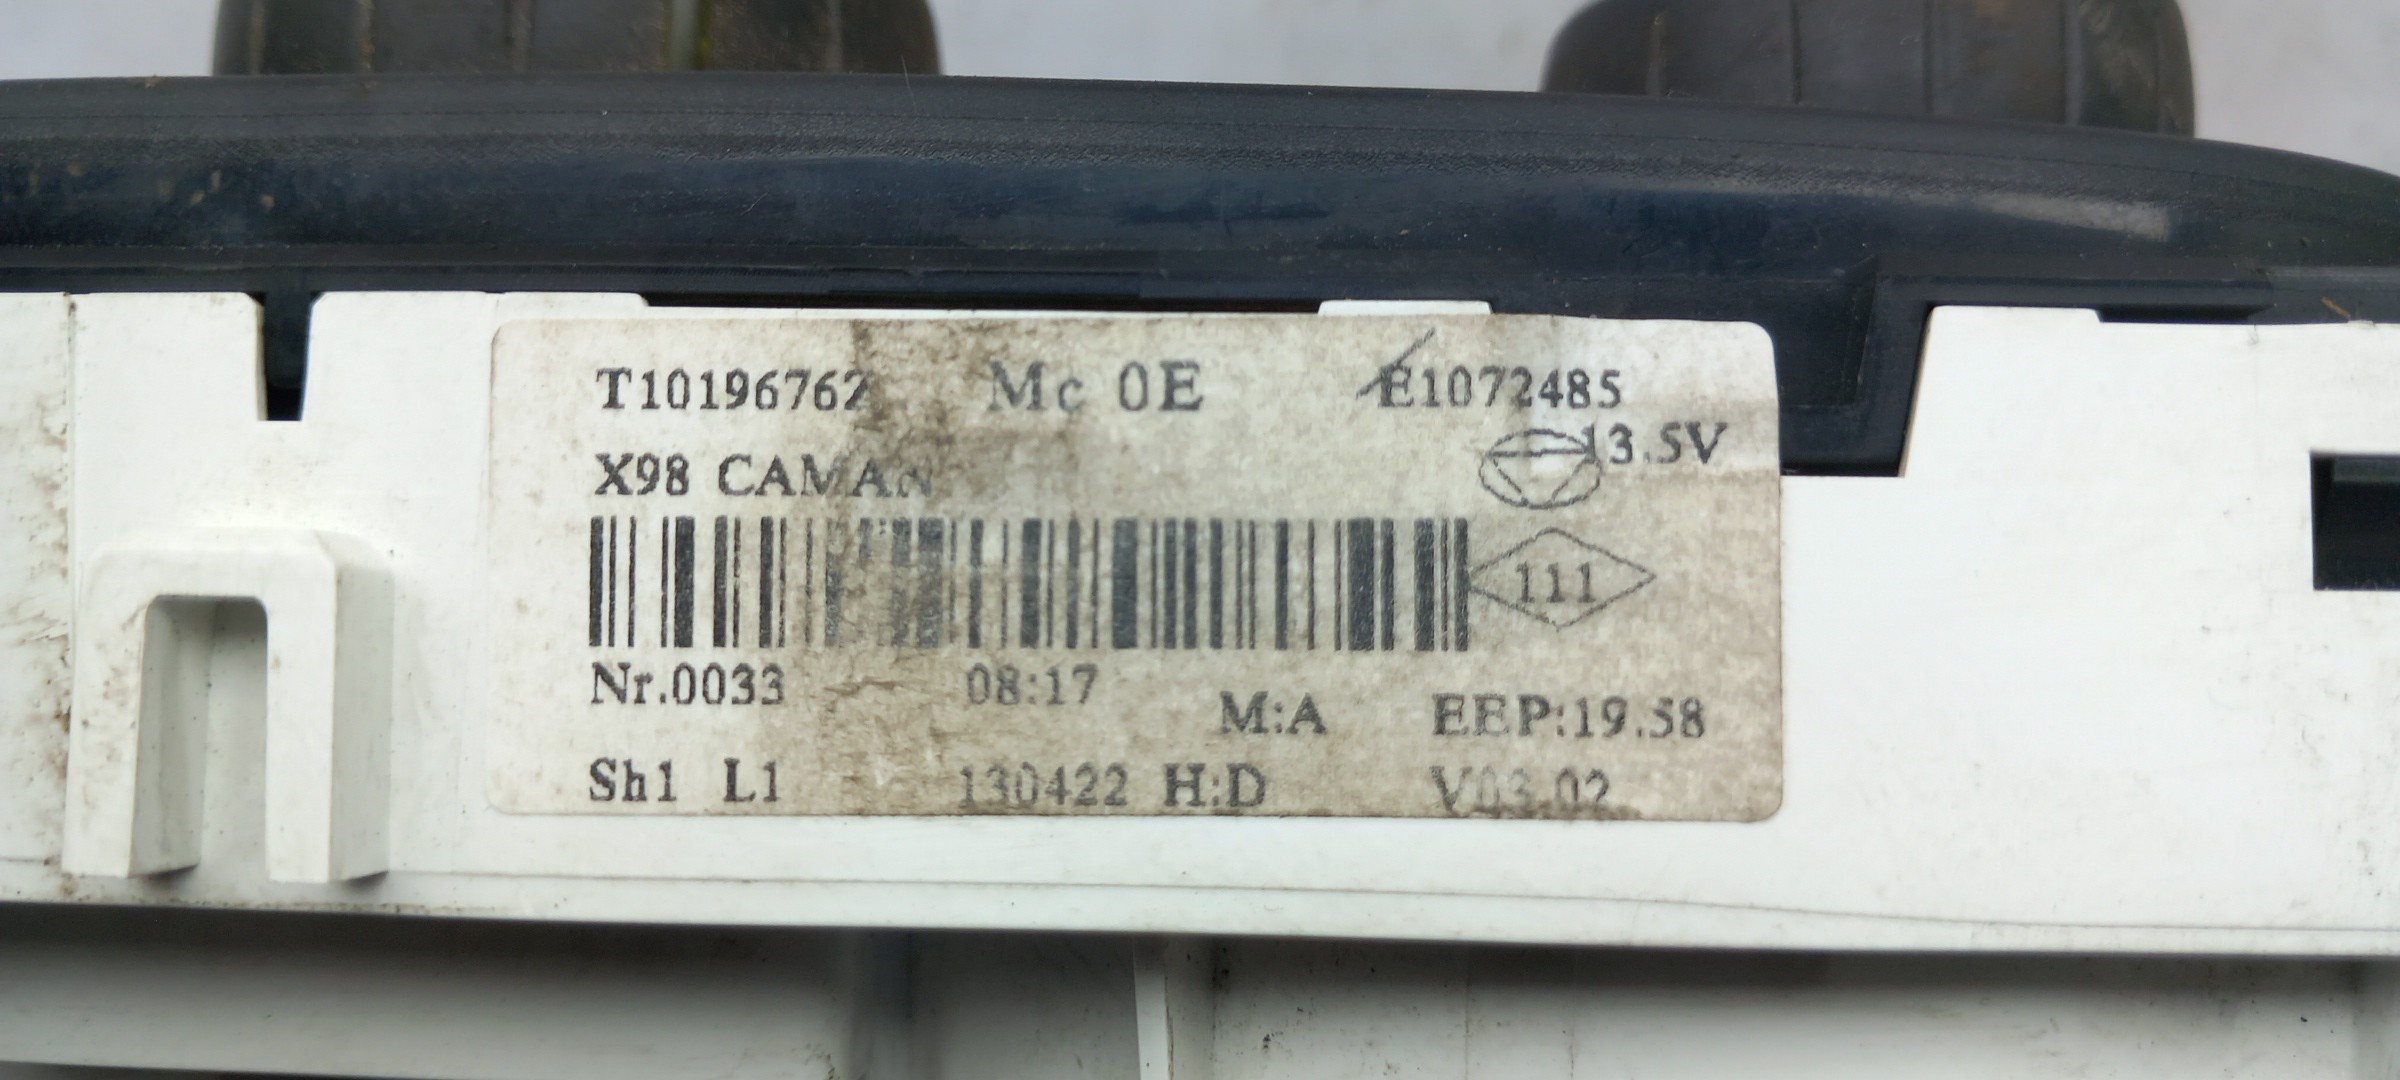 T10196762 Mc 0E E1072485
13.5V
X98 CAMAN
111
Nr.0033 08:17
M:A EEP:19.58
Sh1 L1 130422 H:D V03.02